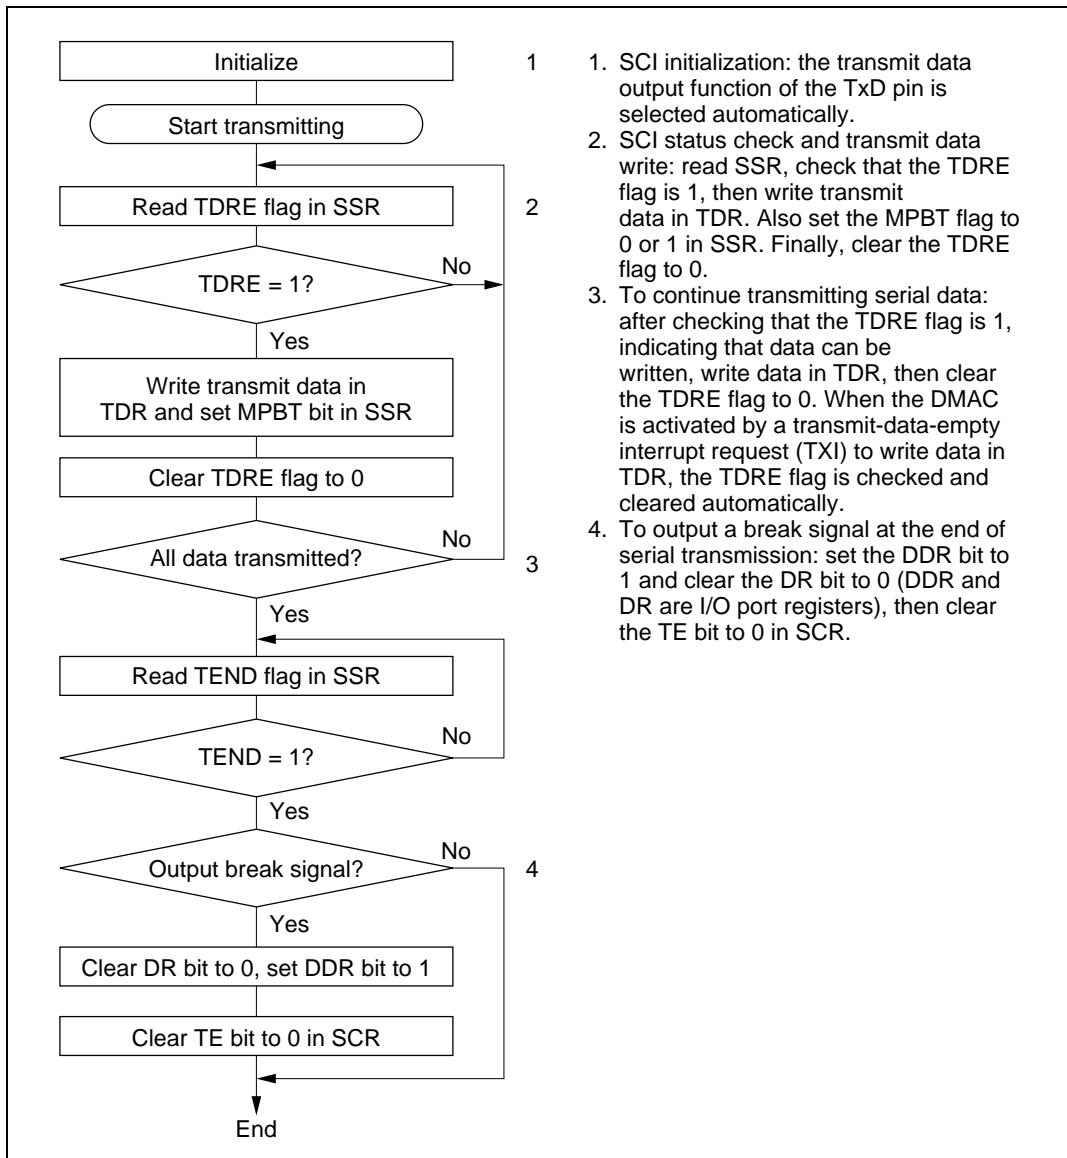 Initialize
1
Start transmitting
Read TDRE flag in SSR
2
TDRE = 1?
No
Yes
Write transmit data in
TDR and set MPBT bit in SSR
Clear TDRE flag to 0
All data transmitted?
No
3
Yes
Read TEND flag in SSR
TEND = 1?
No
Yes
Output break signal?
No
4
Yes
Clear DR bit to 0, set DDR bit to 1
Clear TE bit to 0 in SCR
End
1. SCI initialization: the transmit data
output function of the TxD pin is
selected automatically.
2. SCI status check and transmit data
write: read SSR, check that the TDRE
flag is 1, then write transmit
data in TDR. Also set the MPBT flag to
0 or 1 in SSR. Finally, clear the TDRE
flag to 0.
3. To continue transmitting serial data:
after checking that the TDRE flag is 1,
indicating that data can be
written, write data in TDR, then clear
the TDRE flag to 0. When the DMAC
is activated by a transmit-data-empty
interrupt request (TXI) to write data in
TDR, the TDRE flag is checked and
cleared automatically.
4. To output a break signal at the end of
serial transmission: set the DDR bit to
1 and clear the DR bit to 0 (DDR and
DR are I/O port registers), then clear
the TE bit to 0 in SCR.